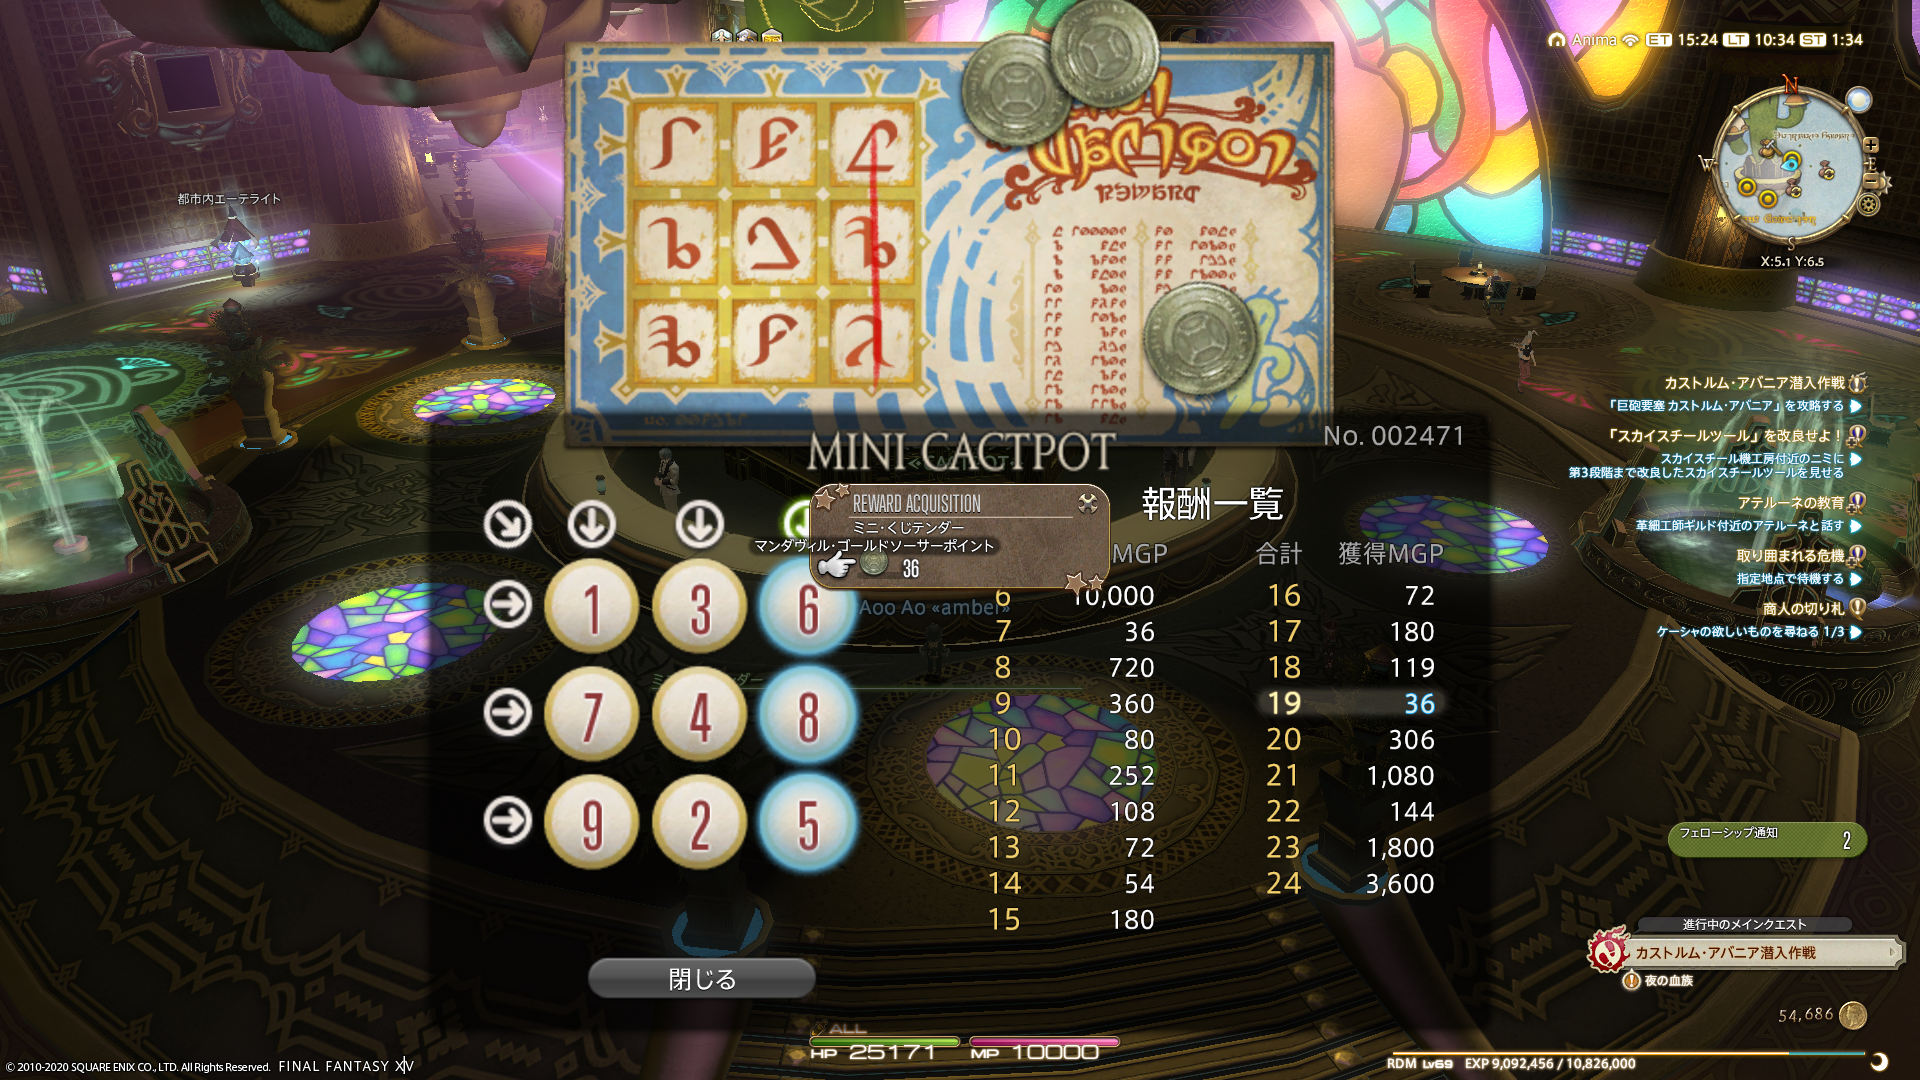 Anima ET 15:24 LT 10:34 ST 1:34
都市内エーテライト
N
W
E
S
X:5.1 Y:6.5
カストルム・アバニア潜入作戦
「巨砲要塞 カストルム・アバニア」を攻略する
「スカイスチールツール」を改良せよ！
スカイスチール機工房付近のニミに
第3段階まで改良したスカイスチールツールを見せる
アテルーネの教育
革細工師ギルド付近のアテルーネと話す
取り囲まれる危機
指定地点で待機する
商人の切り札
ケーシャの欲しいものを尋ねる 1/3
No. 002471
MINI CACTPOT
REWARD ACQUISITION
ミニ・くじテンダー
マンダヴィル・ゴールドソーサーポイント
36
Aoo Ao «amber»
報酬一覧
MGP 合計 獲得MGP
6 10,000 16 72
7 36 17 180
8 720 18 119
9 360 19 36
10 80 20 306
11 252 21 1,080
12 108 22 144
13 72 23 1,800
14 54 24 3,600
15 180
1 3 6
7 4 8
9 2 5
閉じる
フェローシップ通知 2
進行中のメインクエスト
カストルム・アバニア潜入作戦
夜の血族
54,686
ALL
HP 25171 MP 10000
RDM Lv69 EXP 9,092,456 / 10,826,000
© 2010-2020 SQUARE ENIX CO., LTD. All Rights Reserved. FINAL FANTASY XIV